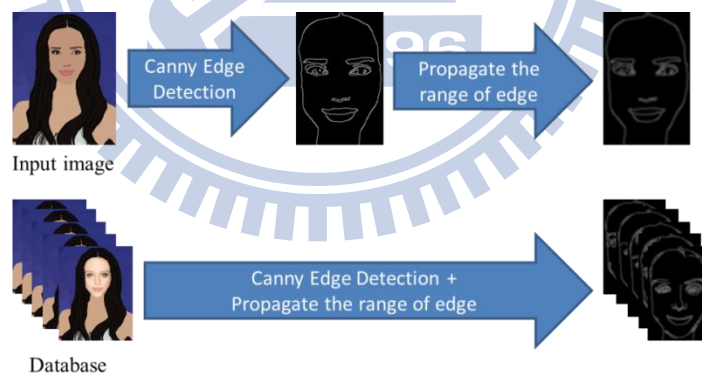 Canny Edge
Detection
Propagate the
range of edge
Input image
Canny Edge Detection +
Propagate the range of edge
Database